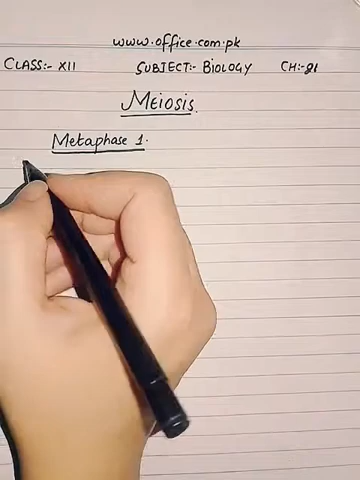 www.office.com.pk
CLASS:- XII SUBJECT:- BIOLOGY CH:-21
MEIOSIS.
Metaphase 1.